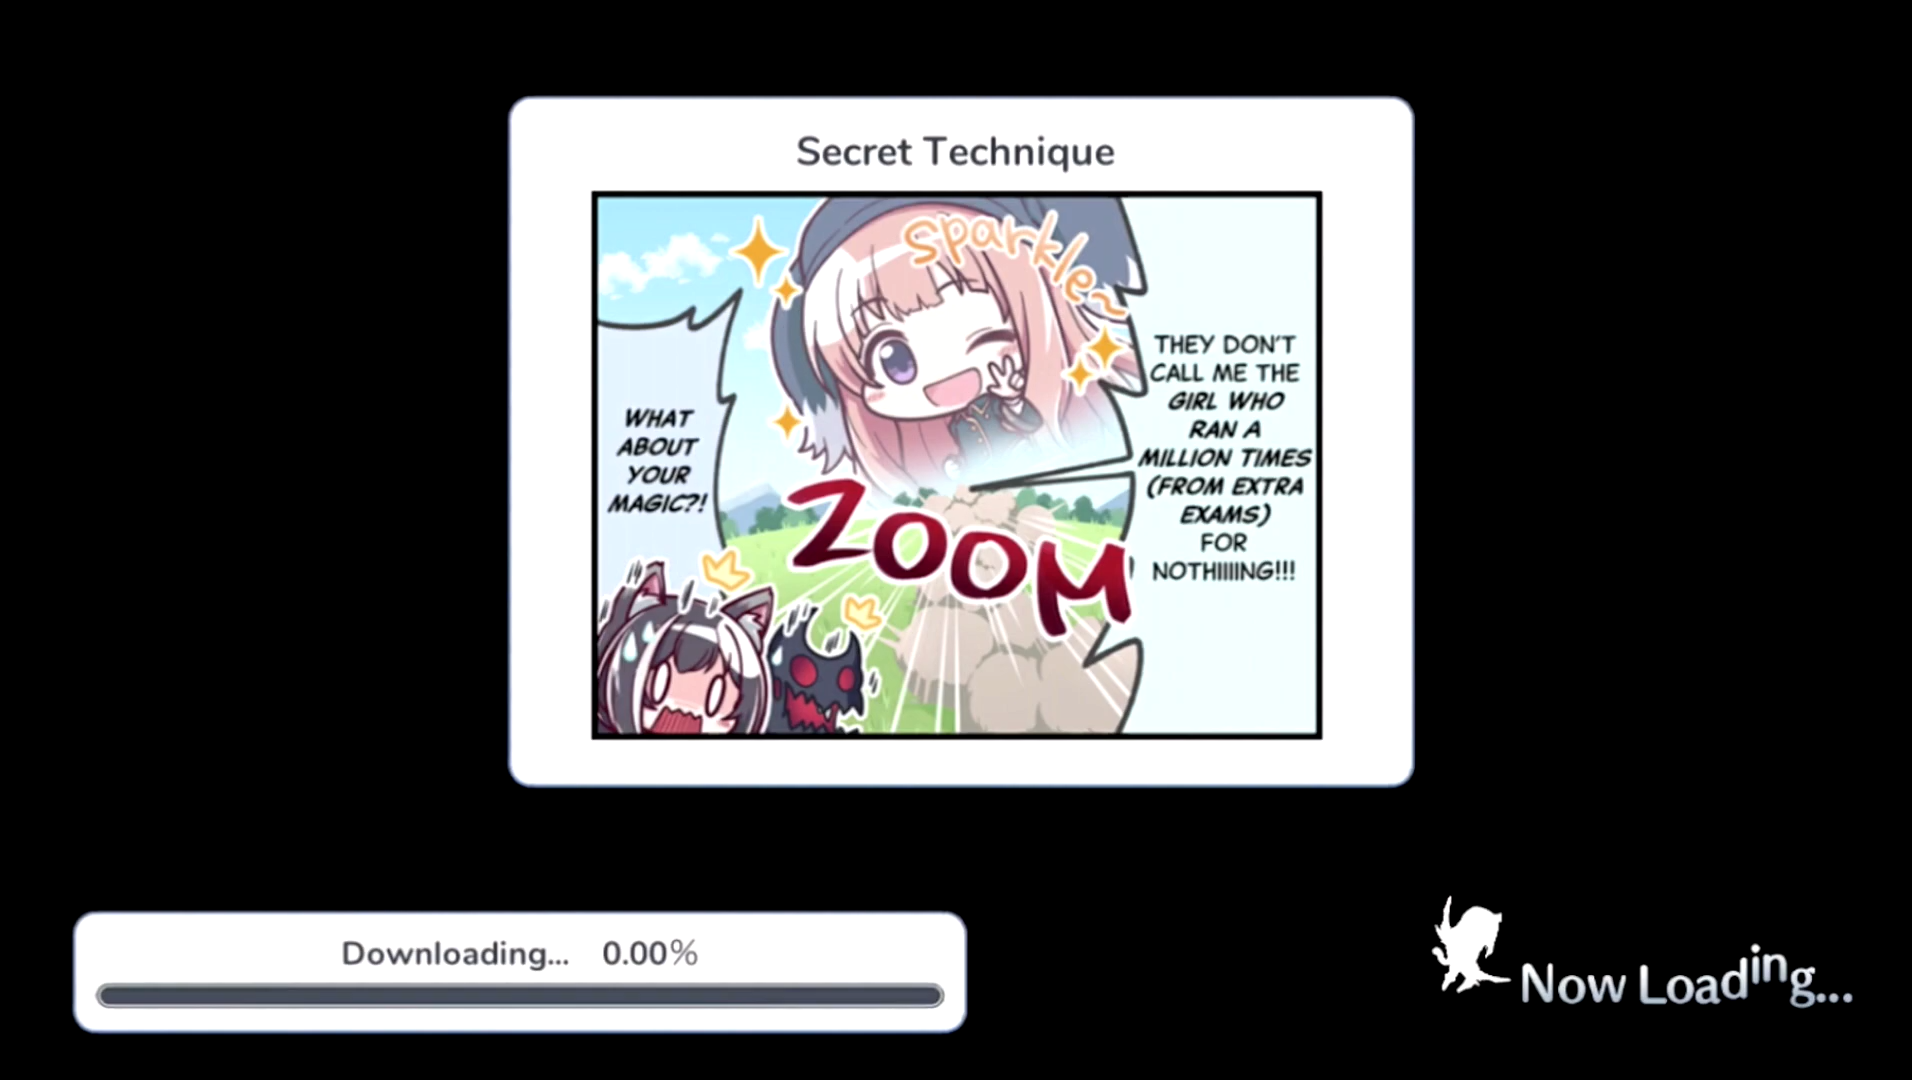 Secret Technique
Sparkle~
THEY DON'T
CALL ME THE
GIRL WHO
RAN A
MILLION TIMES
(FROM EXTRA
EXAMS)
FOR
NOTHIIIING!!!
WHAT
ABOUT
YOUR
MAGIC?!
ZOOM
Downloading... 0.00%
Now Loading...